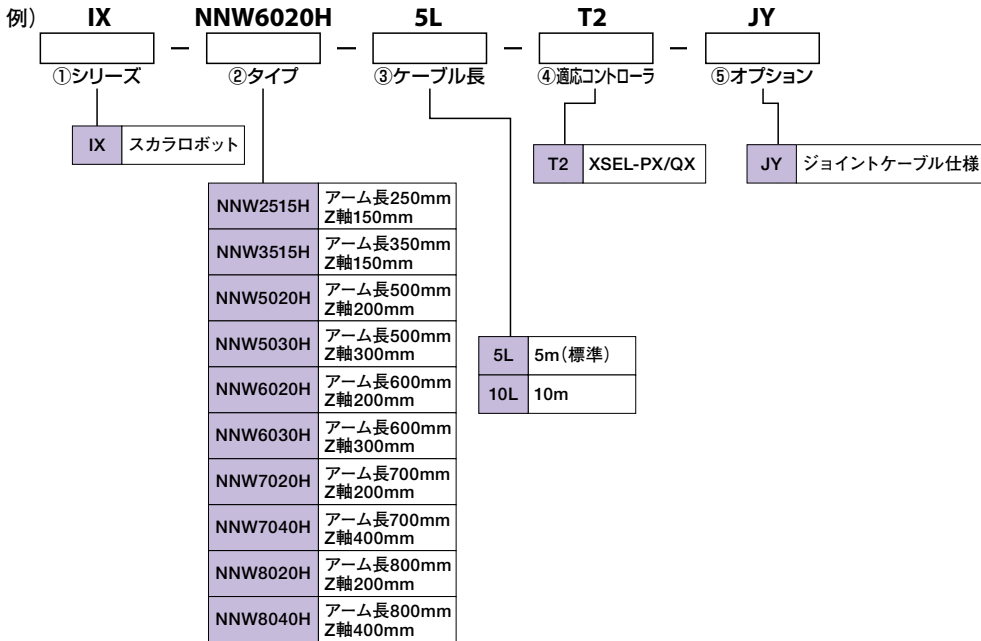 例) IX NNW6020H 5L T2 JY
①シリーズ － ②タイプ － ③ケーブル長 － ④適応コントローラ － ⑤オプション
IX スカラロボット
T2 XSEL-PX/QX
JY ジョイントケーブル仕様
NNW2515H アーム長250mm
Z軸150mm
NNW3515H アーム長350mm
Z軸150mm
NNW5020H アーム長500mm
Z軸200mm
NNW5030H アーム長500mm
Z軸300mm
NNW6020H アーム長600mm
Z軸200mm
NNW6030H アーム長600mm
Z軸300mm
NNW7020H アーム長700mm
Z軸200mm
NNW7040H アーム長700mm
Z軸400mm
NNW8020H アーム長800mm
Z軸200mm
NNW8040H アーム長800mm
Z軸400mm
5L 5m(標準)
10L 10m